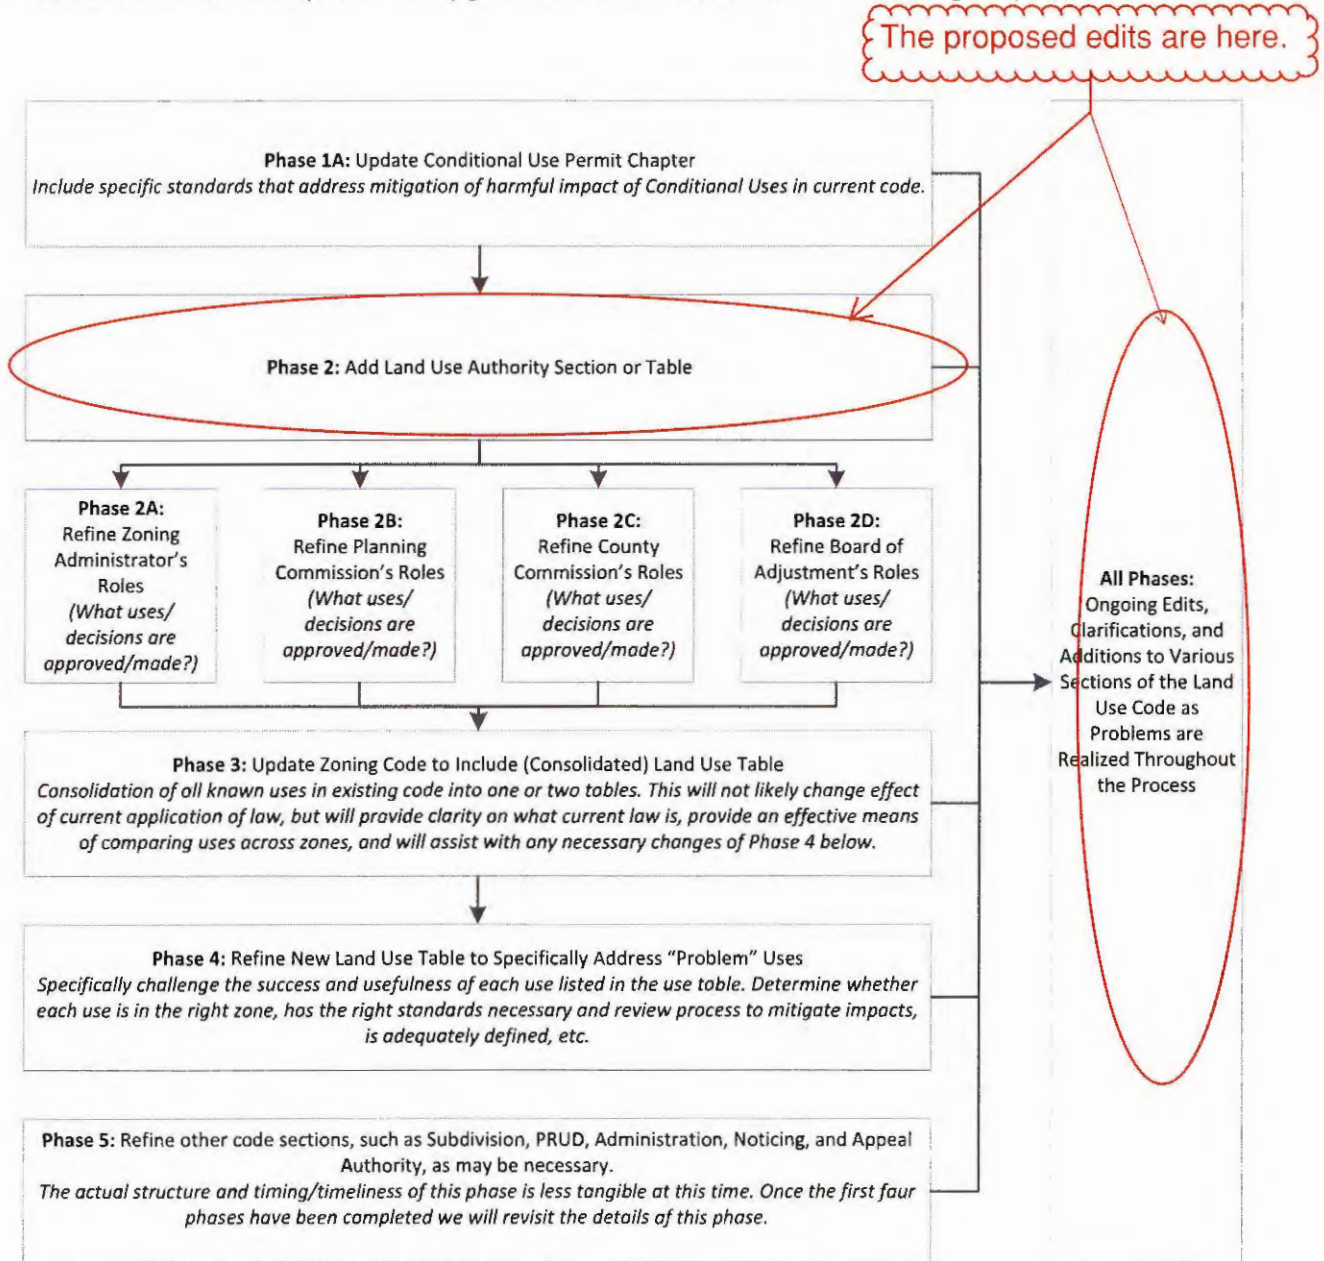 The proposed edits are here.
Phase 1A: Update Conditional Use Permit Chapter
Include specific standards that address mitigation of harmful impact of Conditional Uses in current code.
Phase 2: Add Land Use Authority Section or Table
Phase 2A:
Refine Zoning
Administrator's
Roles
(What uses/
decisions are
approved/made?)
Phase 2B:
Refine Planning
Commission's Roles
(What uses/
decisions are
approved/made?)
Phase 2C:
Refine County
Commission's Roles
(What uses/
decisions are
approved/made?)
Phase 2D:
Refine Board of
Adjustment's Roles
(What uses/
decisions are
approved/made?)
All Phases:
Ongoing Edits,
Clarifications, and
Additions to Various
Sections of the Land
Use Code as
Problems are
Realized Throughout
the Process
Phase 3: Update Zoning Code to Include (Consolidated) Land Use Table
Consolidation of all known uses in existing code into one or two tables. This will not likely change effect
of current application of law, but will provide clarity on what current law is, provide an effective means
of comparing uses across zones, and will assist with any necessary changes of Phase 4 below.
Phase 4: Refine New Land Use Table to Specifically Address "Problem" Uses
Specifically challenge the success and usefulness of each use listed in the use table. Determine whether
each use is in the right zone, has the right standards necessary and review process to mitigate impacts,
is adequately defined, etc.
Phase 5: Refine other code sections, such as Subdivision, PRUD, Administration, Noticing, and Appeal
Authority, as may be necessary.
The actual structure and timing/timeliness of this phase is less tangible at this time. Once the first four
phases have been completed we will revisit the details of this phase.